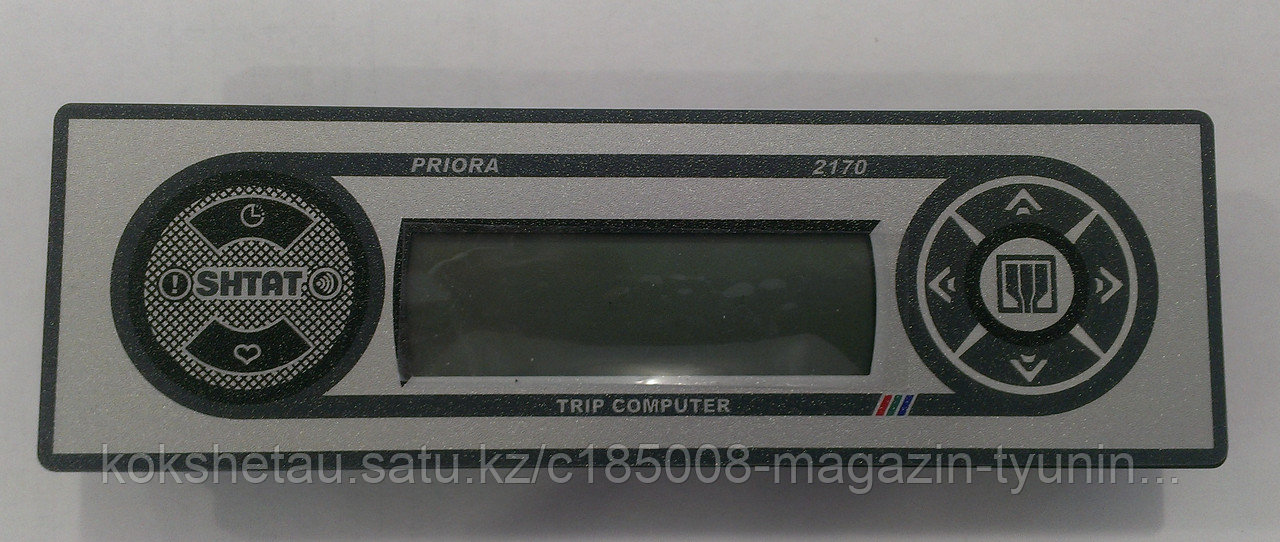 PRIORA 2170
SHTAT
TRIP COMPUTER
kokshetau.satu.kz/c185008-magazin-tyunin...